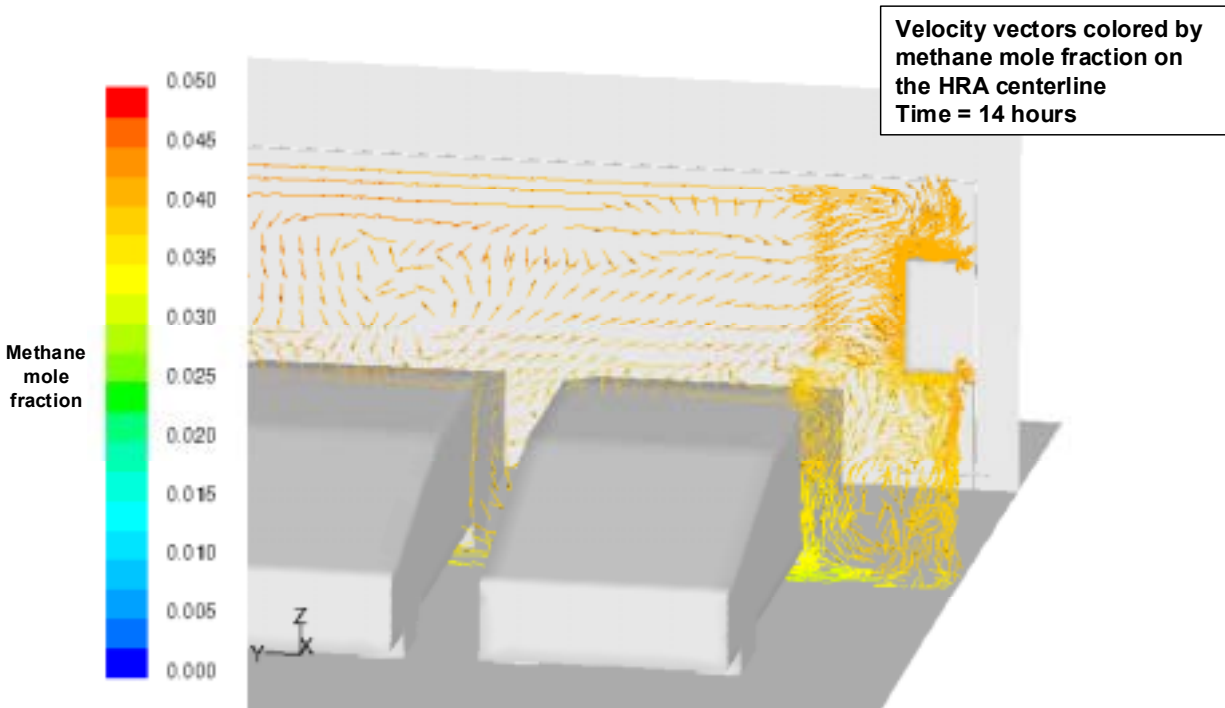 Velocity vectors colored by
methane mole fraction on
the HRA centerline
Time = 14 hours
0.050
0.045
0.040
0.035
0.030
0.025
0.020
0.015
0.010
0.005
0.000
Methane
mole
fraction
Z
Y
X